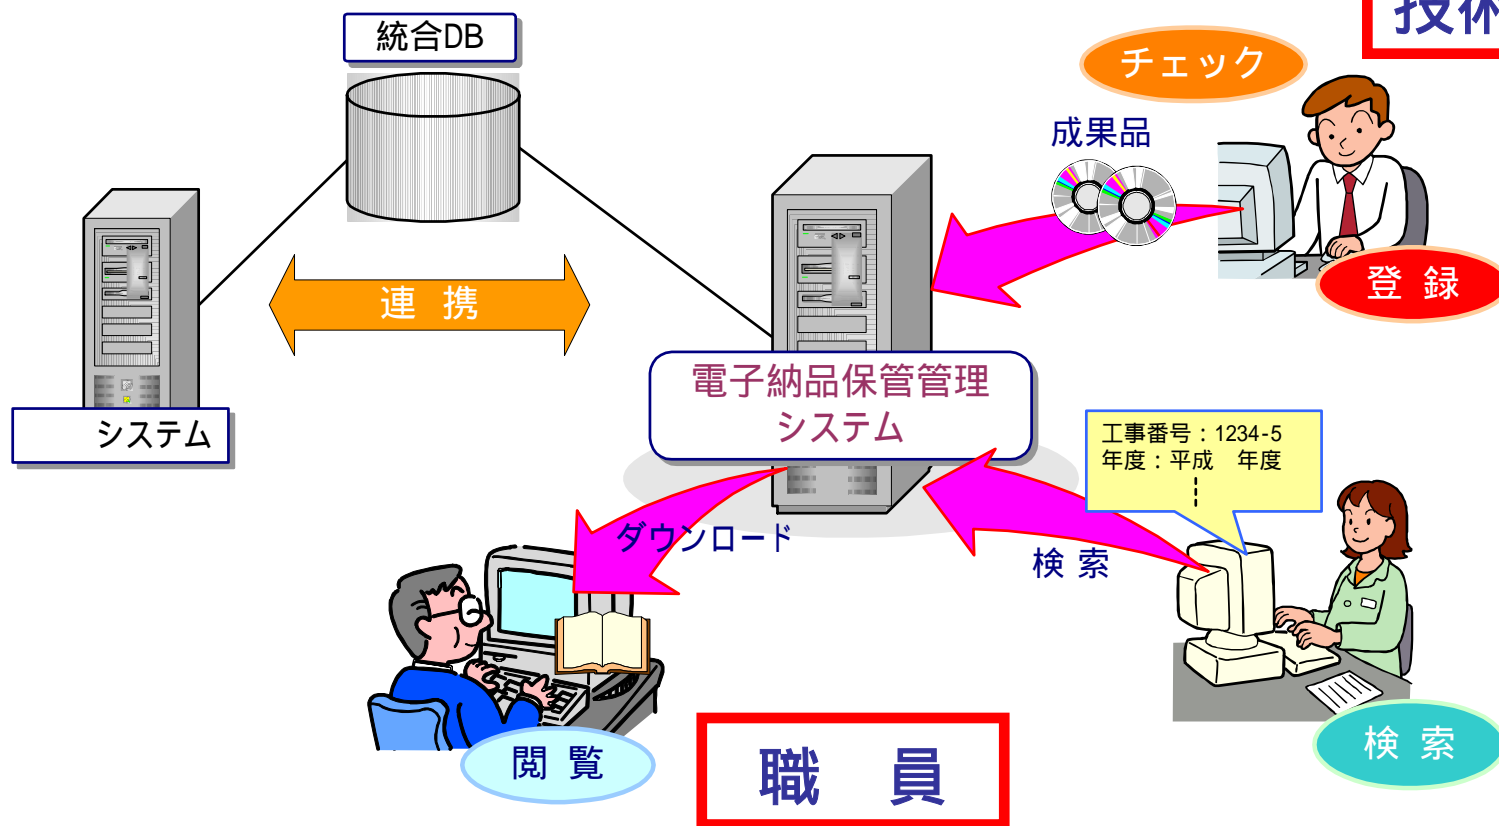 技術
統合DB
チェック
成果品
連 携
登 録
電子納品保管管理
システム
システム
工事番号：1234-5
年度：平成　年度
ダウンロード
検 索
閲 覧
検 索
職　員